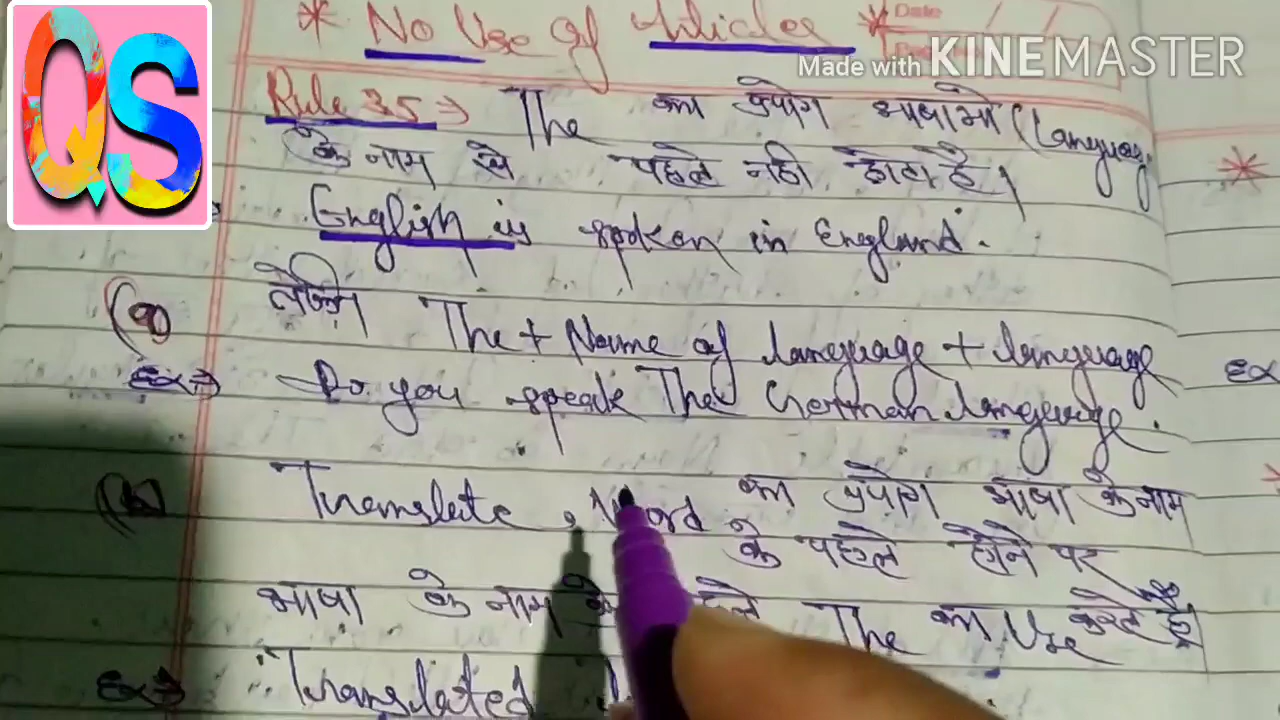 QS
* No Use of Articles *
Date
Made with KINEMASTER
Rule 35 → The का प्रयोग भाषाओं (Language
के नाम से पहले नहीं होता है।
English is spoken in England.
(a) लेकिन The + Name of language + language
Ex → Do you speak The German language.
(b) Translate, Word का प्रयोग भाषा के नाम
के पहले होने पर
भाषा के नाम के पहले The का Use करते हैं।
Ex → Translated
Ex